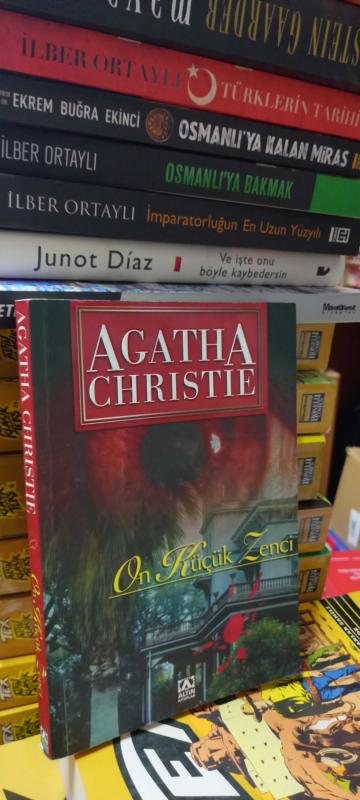 STEIN GAARDER
İLBER ORTAYLI TÜRKLERİN TARİHİ
EKREM BUĞRA EKİNCİ OSMANLI'YA KALAN MİRAS
İLBER ORTAYLI OSMANLI'YA BAKMAK
İLBER ORTAYLI İmparatorluğun En Uzun Yüzyılı
Junot Díaz Ve işte onu
böyle kaybedersin
AGATHA
CHRISTIE
On Küçük Zenci
ALTIN
AGATHA CHRISTIE
TEX